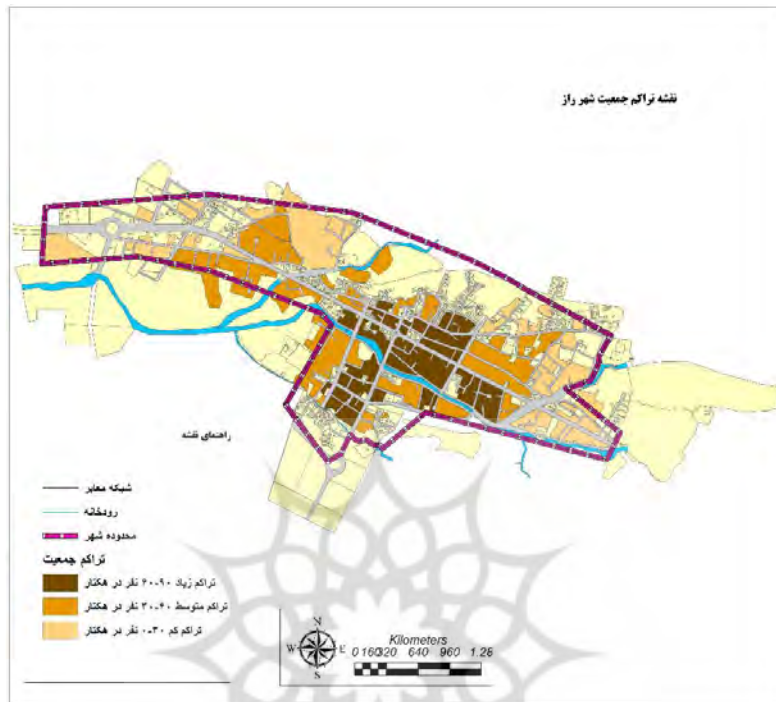 نقشه تراکم جمعیت شهر راز
راهنمای نقشه
شبکه معابر
رودخانه
محدوده شهر
تراکم جمعیت
تراکم زیاد ۹۰-۶۰ نفر در هکتار
تراکم متوسط ۶۰-۳۰ نفر در هکتار
تراکم کم ۳۰-۰ نفر در هکتار
N
W E
S
Kilometers
0 160320 640 960 1.28